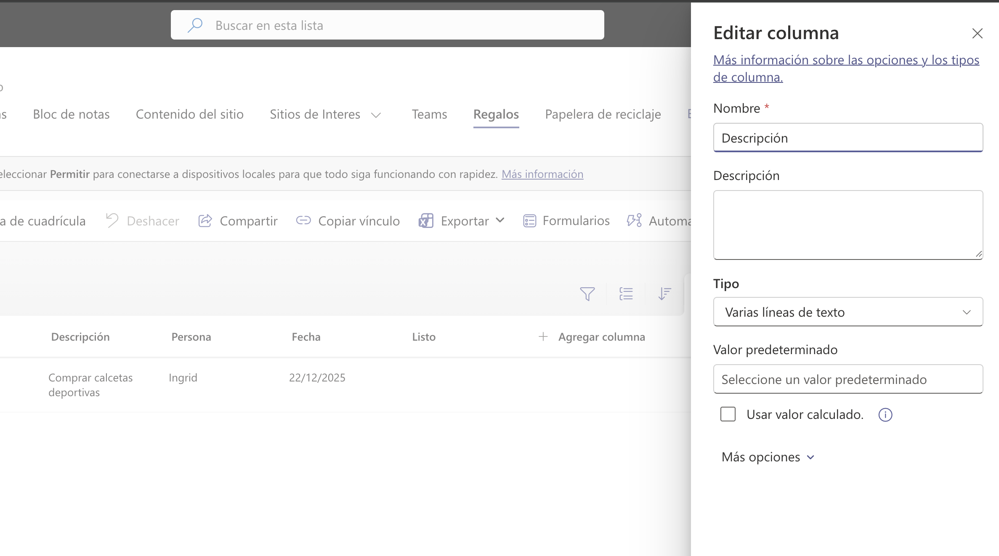 Buscar en esta lista
Bloc de notas
Contenido del sitio
Sitios de Interes
Teams
Regalos
Papelera de reciclaje
Permitir para conectarse a dispositivos locales para que todo siga funcionando con rapidez. Más información
de cuadrícula
Deshacer
Compartir
Copiar vínculo
Exportar
Formularios
Descripción
Persona
Fecha
Listo
+ Agregar columna
Comprar calcetas
deportivas
Ingrid
22/12/2025
Editar columna
Más información sobre las opciones y los tipos
de columna.
Nombre *
Descripción
Descripción
Tipo
Varias líneas de texto
Valor predeterminado
Seleccione un valor predeterminado
Usar valor calculado.
Más opciones